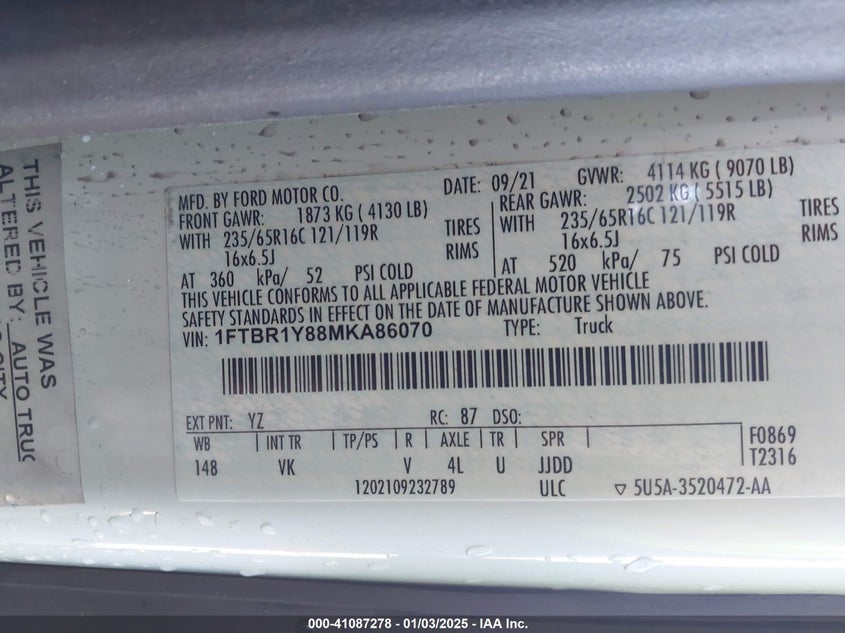 THIS VEHICLE WAS
ALTERED BY: AUTO TRUC
MFD. BY FORD MOTOR CO.
DATE: 09/21
GVWR: 4114 KG ( 9070 LB)
FRONT GAWR: 1873 KG ( 4130 LB)
WITH 235/65R16C 121/119R TIRES
16x6.5J RIMS
AT 360 kPa/ 52 PSI COLD
REAR GAWR: 2502 KG ( 5515 LB)
WITH 235/65R16C 121/119R TIRES
16x6.5J RIMS
AT 520 kPa/ 75 PSI COLD
THIS VEHICLE CONFORMS TO ALL APPLICABLE FEDERAL MOTOR VEHICLE
SAFETY STANDARDS IN EFFECT ON THE DATE OF MANUFACTURE SHOWN ABOVE.
VIN: 1FTBR1Y88MKA86070 TYPE: Truck
EXT PNT: YZ RC: 87 DSO:
WB INT TR TP/PS R AXLE TR SPR
148 VK V 4L U JJDD
F0869
T2316
1202109232789 ULC ▽ 5U5A-3520472-AA
000-41087278 - 01/03/2025 - IAA Inc.